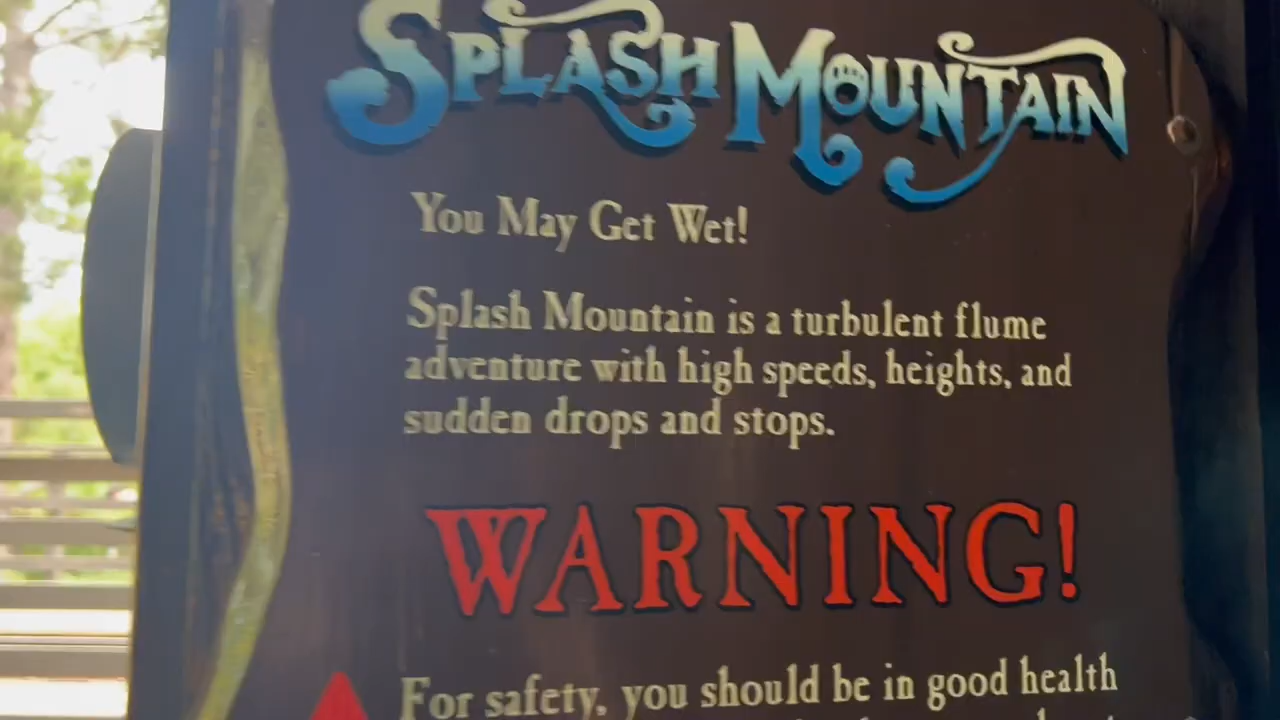 SPLASH MOUNTAIN
You May Get Wet!
Splash Mountain is a turbulent flume
adventure with high speeds, heights, and
sudden drops and stops.
WARNING!
For safety, you should be in good health